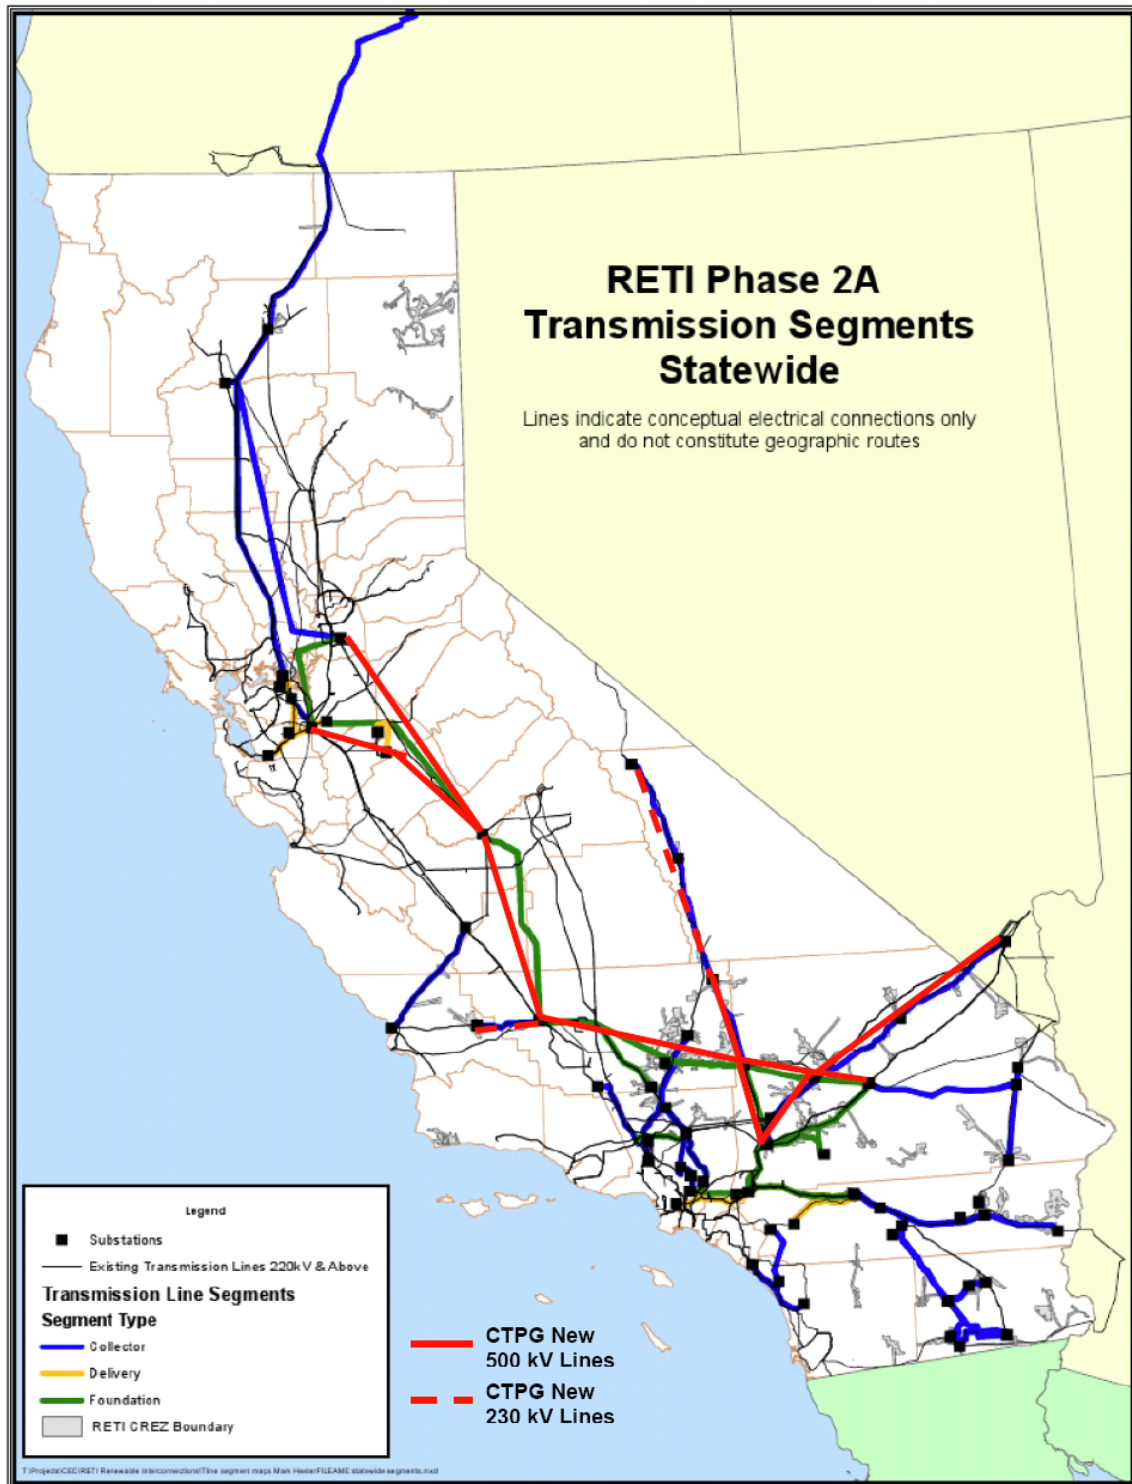 RETI Phase 2A
Transmission Segments
Statewide
Lines indicate conceptual electrical connections only
and do not constitute geographic routes
Legend
Substations
Existing Transmission Lines 220kV & Above
Transmission Line Segments
Segment Type
Collector
Delivery
Foundation
RETI CREZ Boundary
CTPG New
500 kV Lines
CTPG New
230 kV Lines